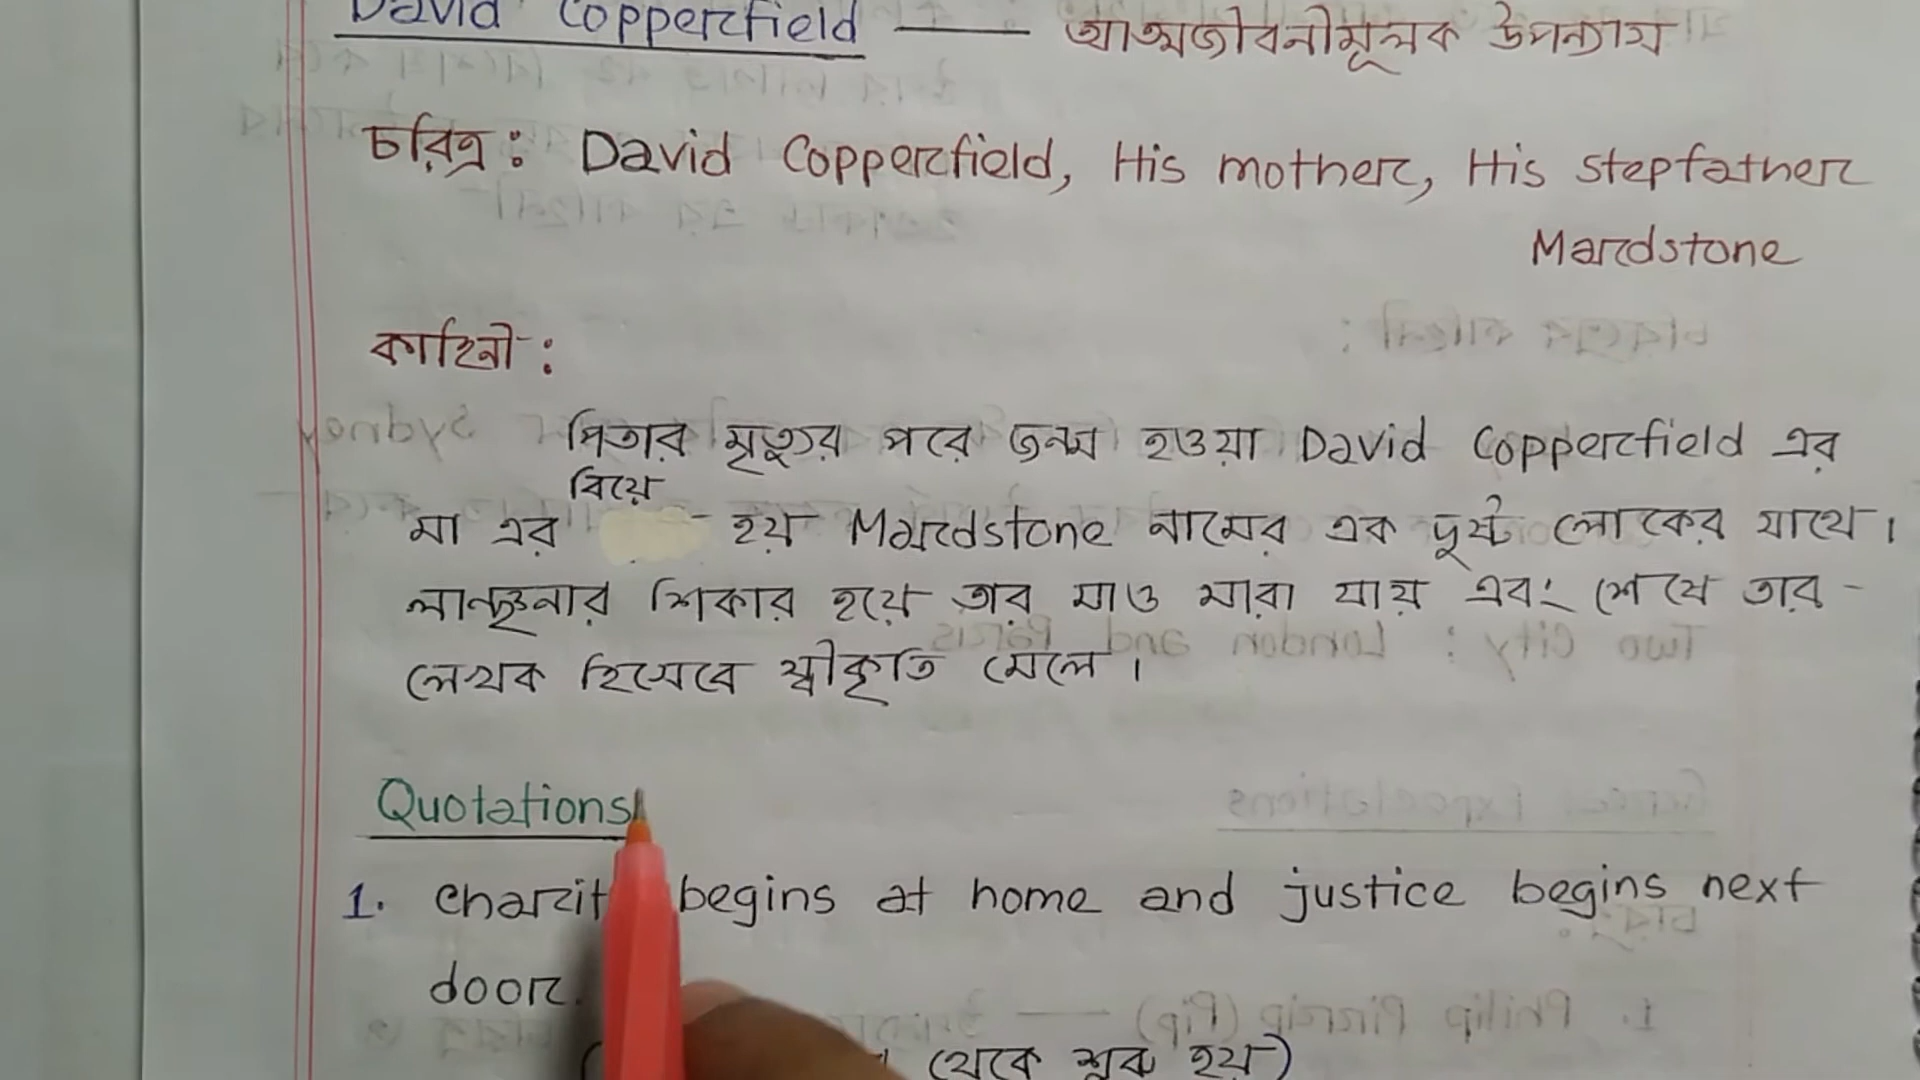 David Copperfield — আত্মজীবনীমূলক উপন্যাস
চরিত্র : David Copperfield, His mother, His stepfather
Mardstone
কাহিনী :
পিতার মৃত্যুর পরে জন্ম হওয়া David Copperfield এর
বিয়ে
মা এর হয় Mardstone নামের এক দুষ্ট লোকের সাথে।
লাঞ্ছনার শিকার হয়ে তার মাও মারা যায় এবং শেষে তার
লেখক হিসেবে স্বীকৃতি মেলে।
Quotations
1. begins at home and justice begins next
door.
থেকে শুরু হয়)